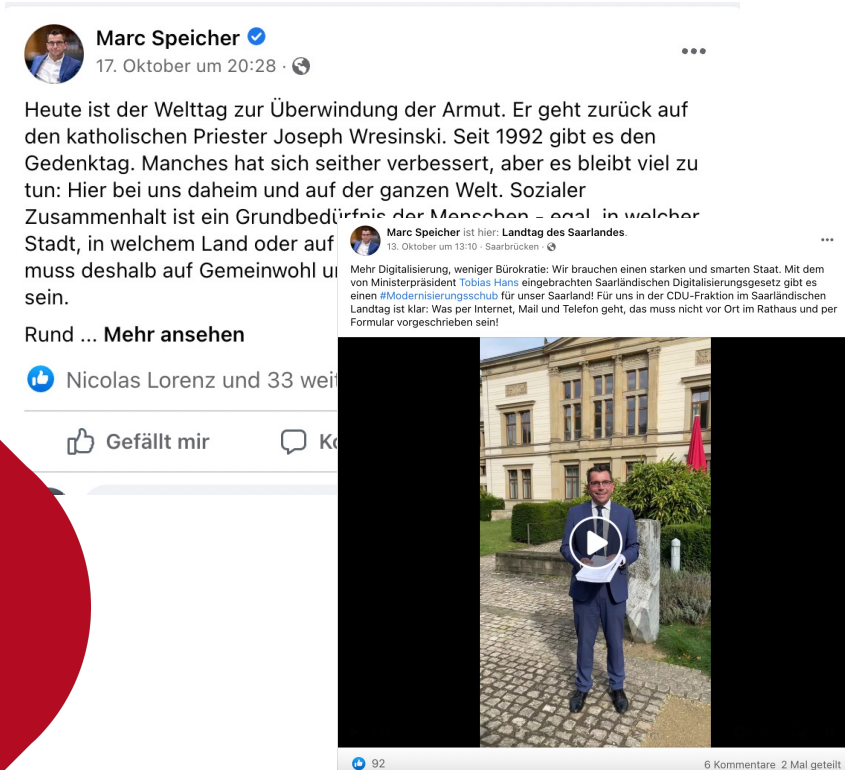 Marc Speicher
17. Oktober um 20:28 ·
Heute ist der Welttag zur Überwindung der Armut. Er geht zurück auf
den katholischen Priester Joseph Wresinski. Seit 1992 gibt es den
Gedenktag. Manches hat sich seither verbessert, aber es bleibt viel zu
tun: Hier bei uns daheim und auf der ganzen Welt. Sozialer
Zusammenhalt ist ein Grundbedürfnis der Menschen - egal, in welcher
Stadt, in welchem Land oder auf
muss deshalb auf Gemeinwohl
sein.
Rund ... Mehr ansehen
Nicolas Lorenz und 33
Gefällt mir
Marc Speicher ist hier: Landtag des Saarlandes.
13. Oktober um 13:10 · Saarbrücken ·
Mehr Digitalisierung, weniger Bürokratie: Wir brauchen einen starken und smarten Staat. Mit dem
von Ministerpräsident Tobias Hans eingebrachten Saarländischen Digitalisierungsgesetz gibt es
einen #Modernisierungsschub für unser Saarland! Für uns in der CDU-Fraktion im Saarländischen
Landtag ist klar: Was per Internet, Mail und Telefon geht, das muss nicht vor Ort im Rathaus und per
Formular vorgeschrieben sein!
92
6 Kommentare 2 Mal geteilt